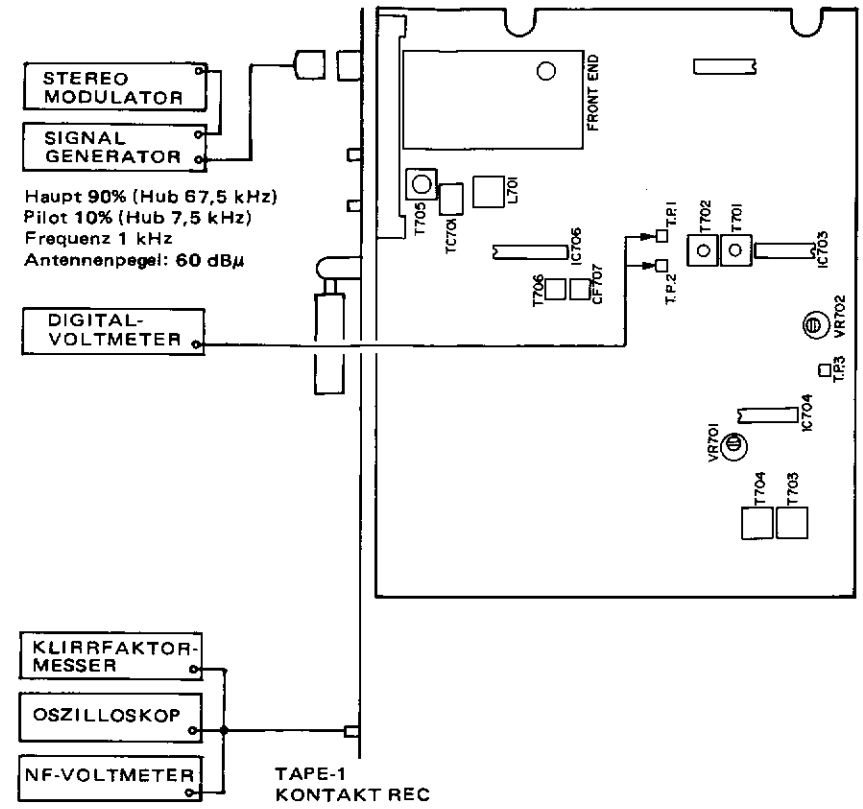 STEREO
MODULATOR
SIGNAL
GENERATOR
Haupt 90% (Hub 67,5 kHz)
Pilot 10% (Hub 7,5 kHz)
Frequenz 1 kHz
Antennenpegel: 60 dBμ
DIGITAL-
VOLTMETER
KLIRRFAKTOR-
MESSER
OSZILLOSKOP
NF-VOLTMETER
TAPE-1
KONTAKT REC
FRONT END
T705
TC701
L701
IC706
T706
CF707
T.P.1
T.P.2
T702
T701
IC703
VR702
T.P.3
IC704
VR701
T704
T703